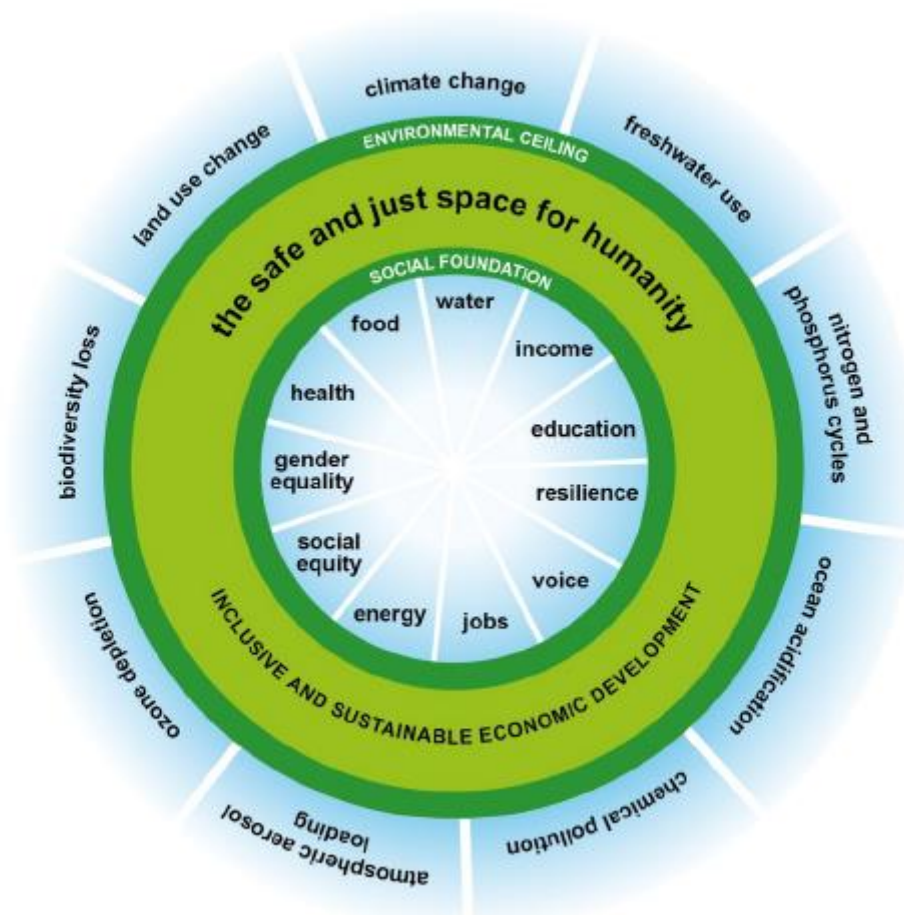 climate change
freshwater use
nitrogen and
phosphorus cycles
ocean acidification
chemical pollution
atmospheric aerosol
loading
ozone depletion
biodiversity loss
land use change
ENVIRONMENTAL CEILING
the safe and just space for humanity
SOCIAL FOUNDATION
water
income
education
resilience
voice
jobs
energy
social
equity
gender
equality
health
food
INCLUSIVE AND SUSTAINABLE ECONOMIC DEVELOPMENT